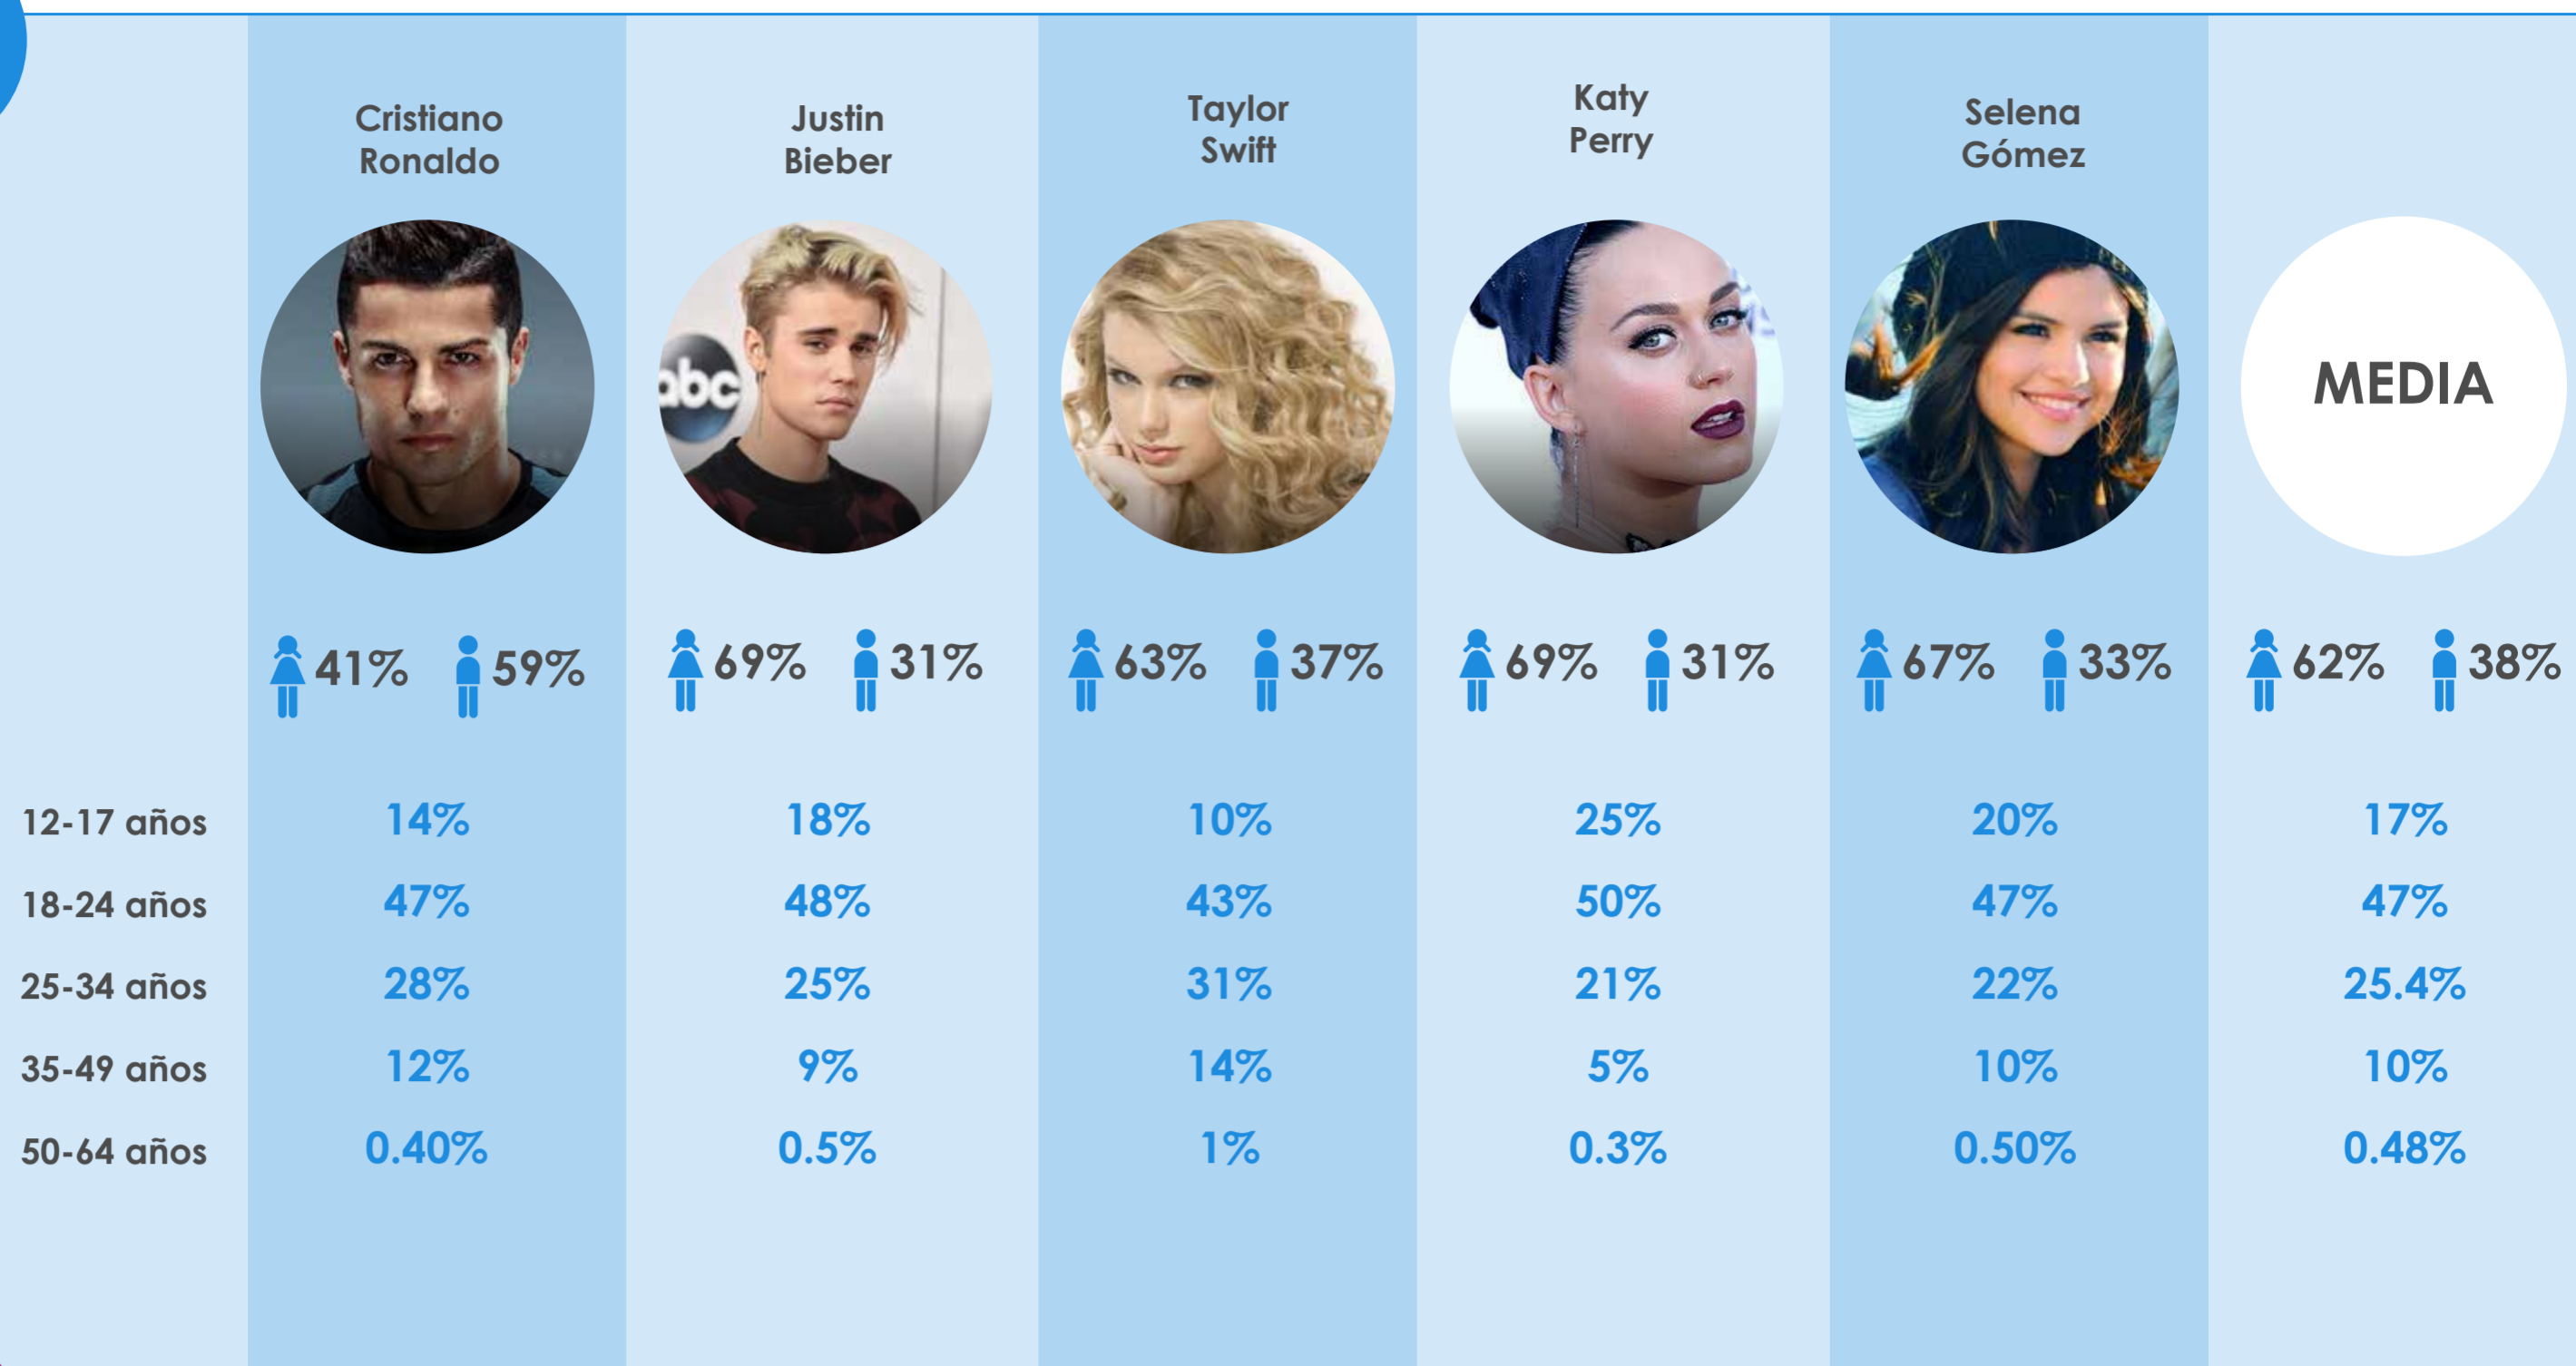 Cristiano
Ronaldo
Justin
Bieber
Taylor
Swift
Katy
Perry
Selena
Gómez
abc
MEDIA
41% 59% 69% 31% 63% 37% 69% 31% 67% 33% 62% 38%
12-17 años 14% 18% 10% 25% 20% 17%
18-24 años 47% 48% 43% 50% 47% 47%
25-34 años 28% 25% 31% 21% 22% 25.4%
35-49 años 12% 9% 14% 5% 10% 10%
50-64 años 0.40% 0.5% 1% 0.3% 0.50% 0.48%